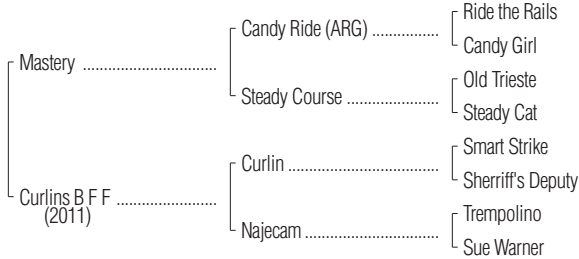 Ride the Rails
Candy Ride (ARG) ................
Candy Girl
Mastery ................................
Old Trieste
Steady Course ......................
Steady Cat
Smart Strike
Curlin ....................................
Sherriff's Deputy
Curlins B F F ........................
(2011)
Trempolino
Najecam ................................
Sue Warner